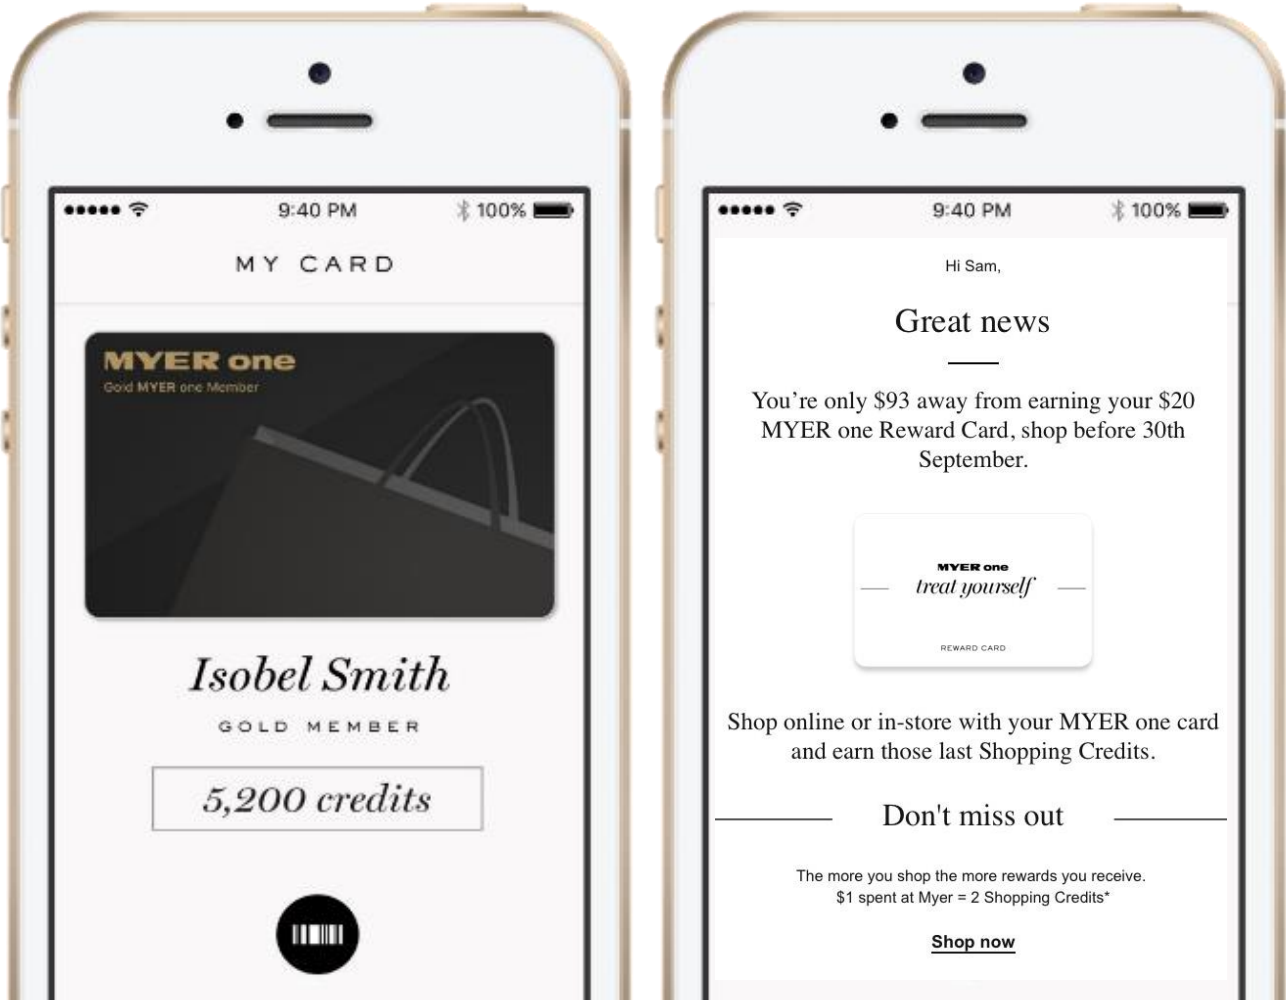 9:40 PM
100%
MY CARD
MYER one
Gold MYER one Member
Isobel Smith
GOLD MEMBER
5,200 credits
9:40 PM
100%
Hi Sam,
Great news
You’re only $93 away from earning your $20
MYER one Reward Card, shop before 30th
September.
MYER one
treat yourself
REWARD CARD
Shop online or in-store with your MYER one card
and earn those last Shopping Credits.
Don't miss out
The more you shop the more rewards you receive.
$1 spent at Myer = 2 Shopping Credits*
Shop now